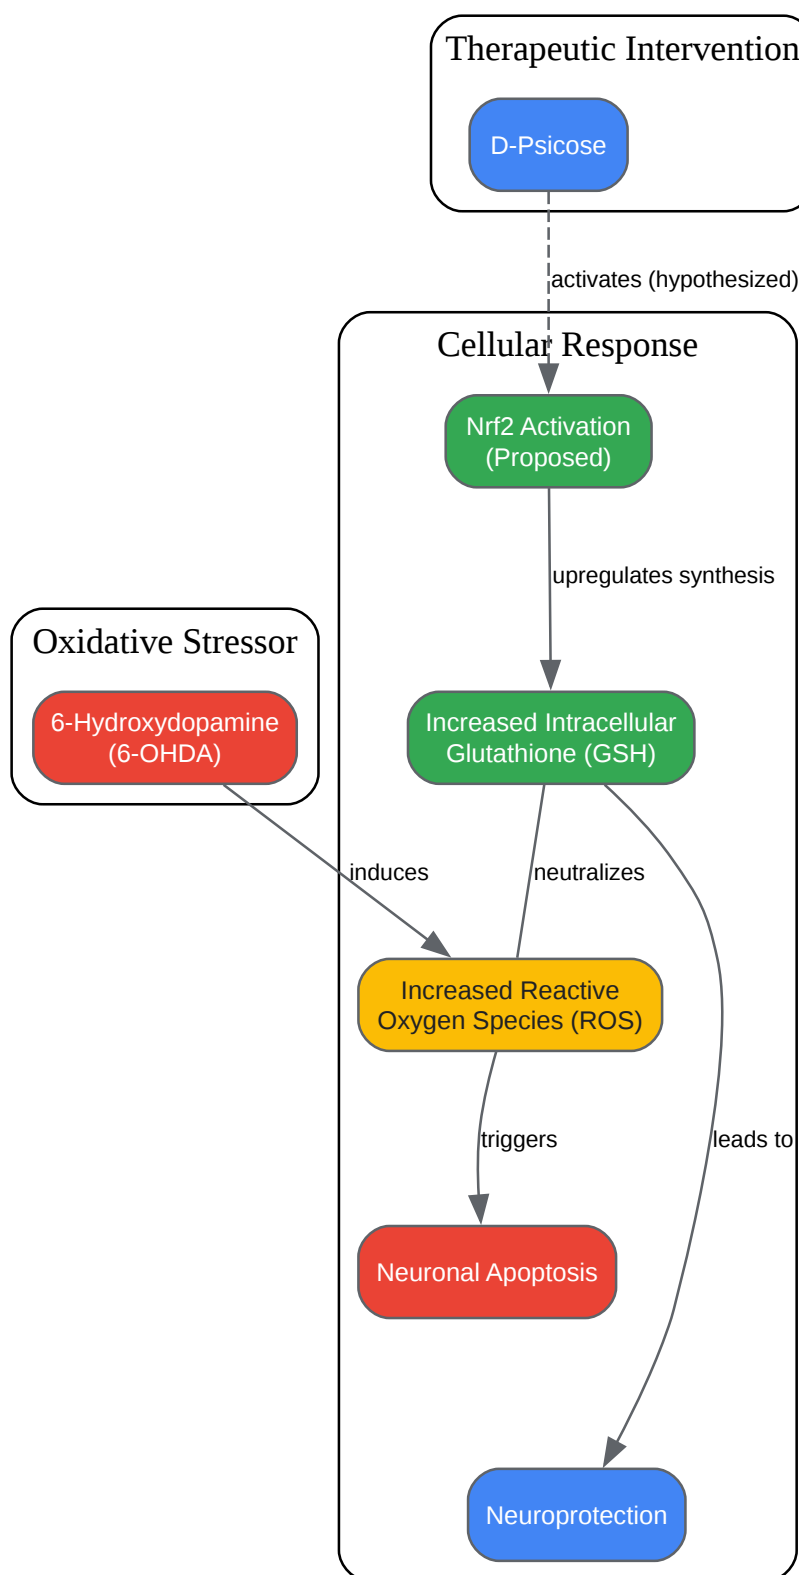 Therapeutic Intervention
D-Psicose
activates (hypothesized)
Cellular Response
Nrf2 Activation
(Proposed)
upregulates synthesis
Oxidative Stressor
6-Hydroxydopamine
(6-OHDA)
Increased Intracellular
Glutathione (GSH)
induces
neutralizes
Increased Reactive
Oxygen Species (ROS)
triggers
leads to
Neuronal Apoptosis
Neuroprotection